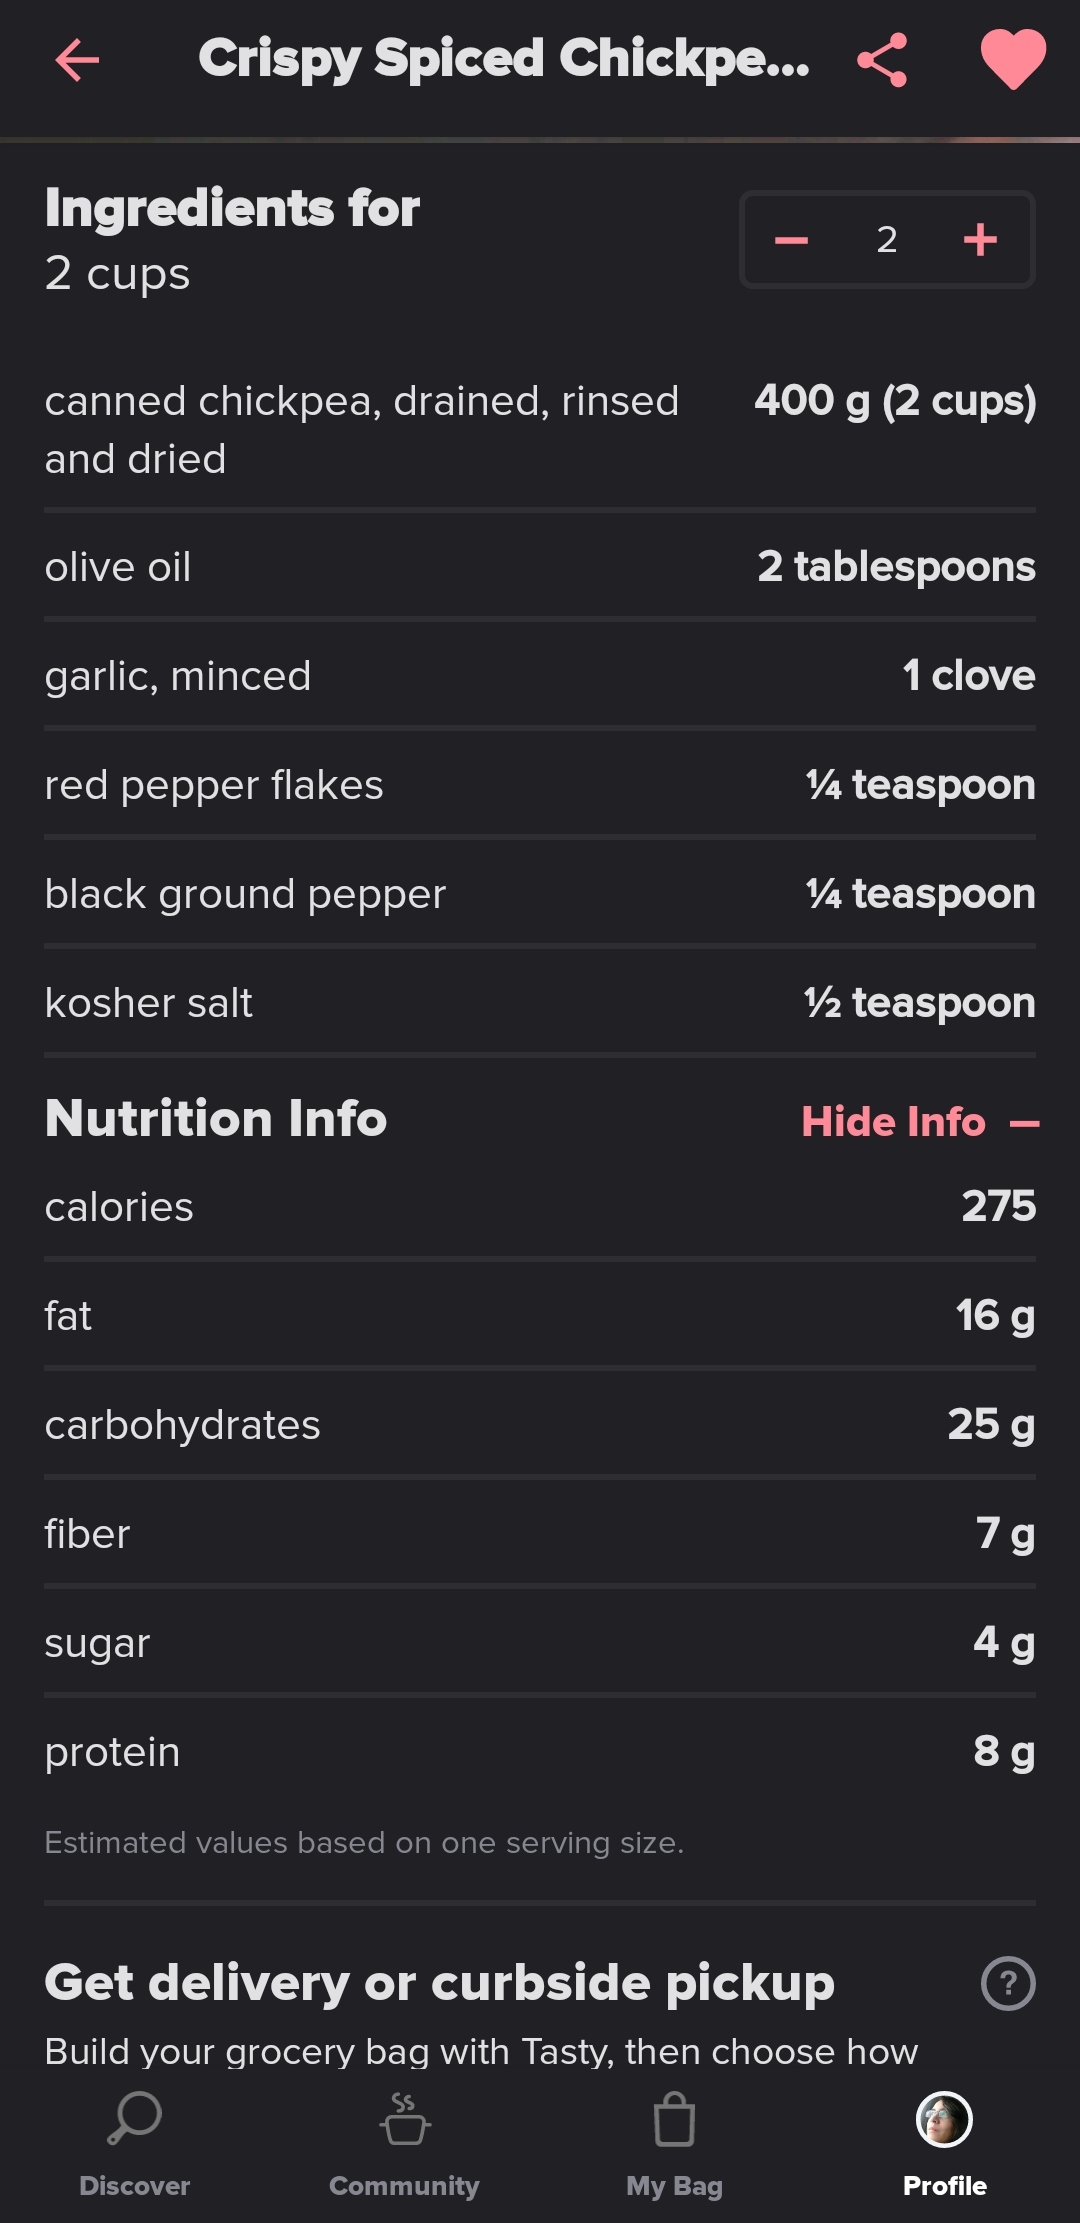 Crispy Spiced Chickpe...
Ingredients for
2 cups
2
canned chickpea, drained, rinsed and dried 400 g (2 cups)
olive oil 2 tablespoons
garlic, minced 1 clove
red pepper flakes ¼ teaspoon
black ground pepper ¼ teaspoon
kosher salt ½ teaspoon
Nutrition Info Hide Info –
calories 275
fat 16 g
carbohydrates 25 g
fiber 7 g
sugar 4 g
protein 8 g
Estimated values based on one serving size.
Get delivery or curbside pickup ?
Build your grocery bag with Tasty, then choose how
Discover Community My Bag Profile